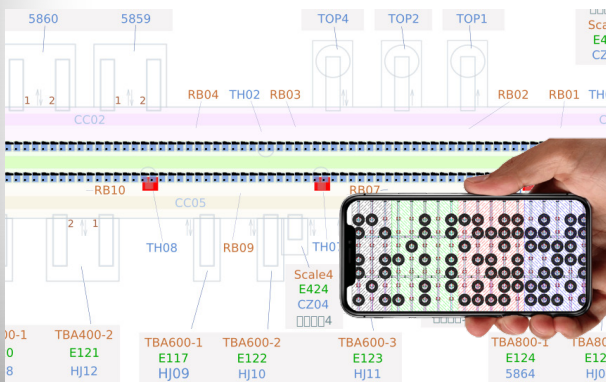 5860
5859
TOP4
TOP2
TOP1
E4
1 2
1 2
RB04
TH02
RB03
RB02
RB01
CC02
RB10
RB07
CC05
2 1
TH08
RB09
Scale4
E424
CZ04
4
TBA400-2
E121
HJ12
TBA600-1
E117
HJ09
TBA600-2
E122
HJ10
TBA600-3
E123
HJ11
TBA800-1
E124
5864